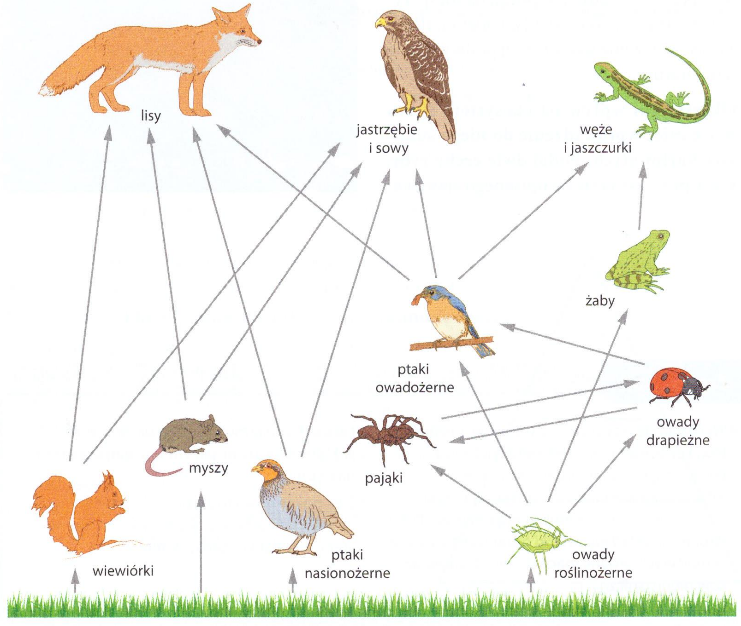 lisy
jastrzębie
i sowy
węże
i jaszczurki
żaby
ptaki
owadożerne
owady
drapieżne
myszy
pająki
wiewiórki
ptaki
nasionożerne
owady
roślinożerne